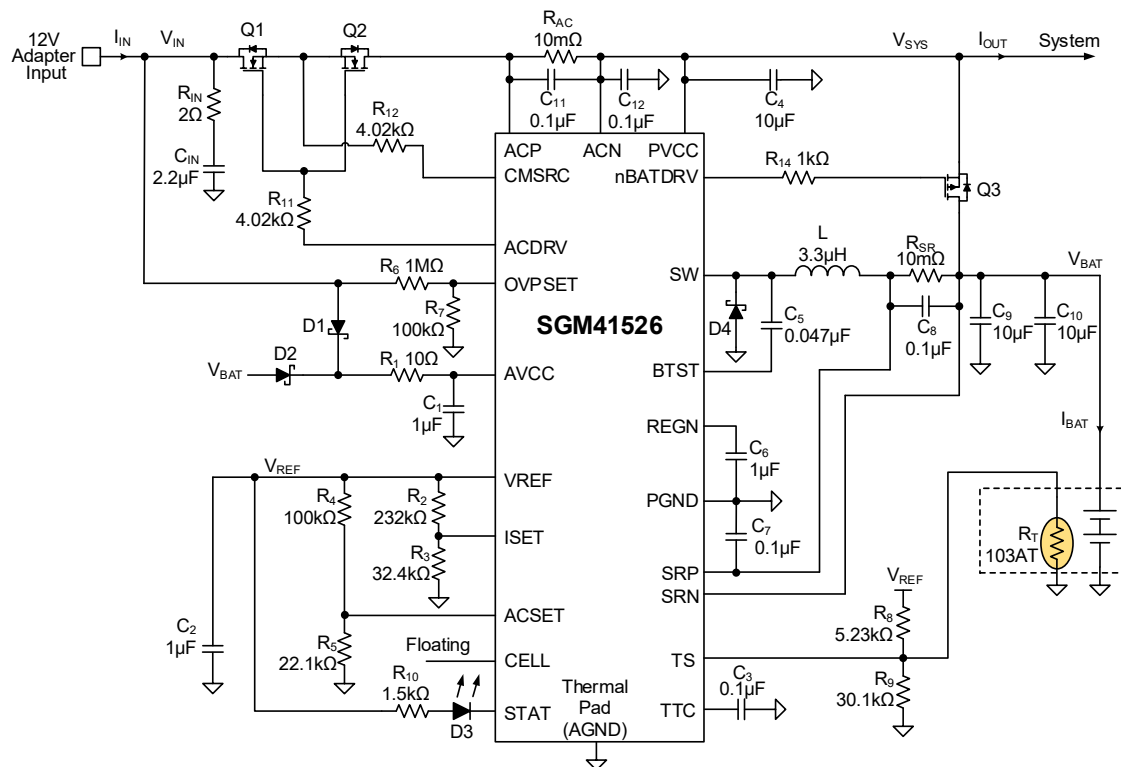 12V
Adapter
Input
I_IN
V_IN
Q1
Q2
R_AC
10mΩ
V_SYS
I_OUT
System
R_IN
2Ω
C_IN
2.2µF
R_12
4.02kΩ
R_11
4.02kΩ
C_11
0.1µF
C_12
0.1µF
C_4
10µF
ACP
ACN
PVCC
CMSRC
nBATDRV
R_14 1kΩ
Q3
ACDRV
R_6 1MΩ
OVPSET
R_7
100kΩ
SGM41526
SW
L
3.3µH
R_SR
10mΩ
V_BAT
D1
D2
V_BAT
R_1 10Ω
AVCC
C_1
1µF
D4
C_5
0.047µF
C_8
0.1µF
C_9
10µF
C_10
10µF
BTST
REGN
C_6
1µF
I_BAT
V_REF
VREF
R_4
100kΩ
R_2
232kΩ
ISET
R_3
32.4kΩ
PGND
C_7
0.1µF
SRP
SRN
R_T
103AT
C_2
1µF
ACSET
R_5
22.1kΩ
Floating
CELL
R_10
1.5kΩ
D3
STAT
Thermal
Pad
(AGND)
V_REF
R_8
5.23kΩ
TS
R_9
30.1kΩ
C_3
0.1µF
TTC